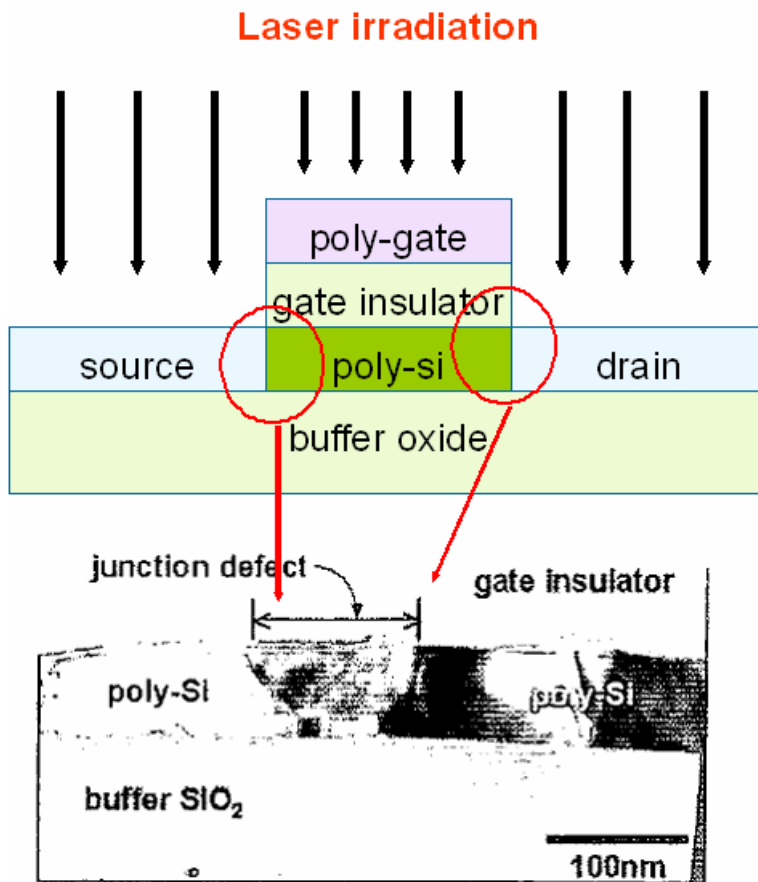 Laser irradiation
poly-gate
gate insulator
source
poly-si
drain
buffer oxide
junction defect
gate insulator
poly-Si
poly-Si
buffer SiO₂
100nm